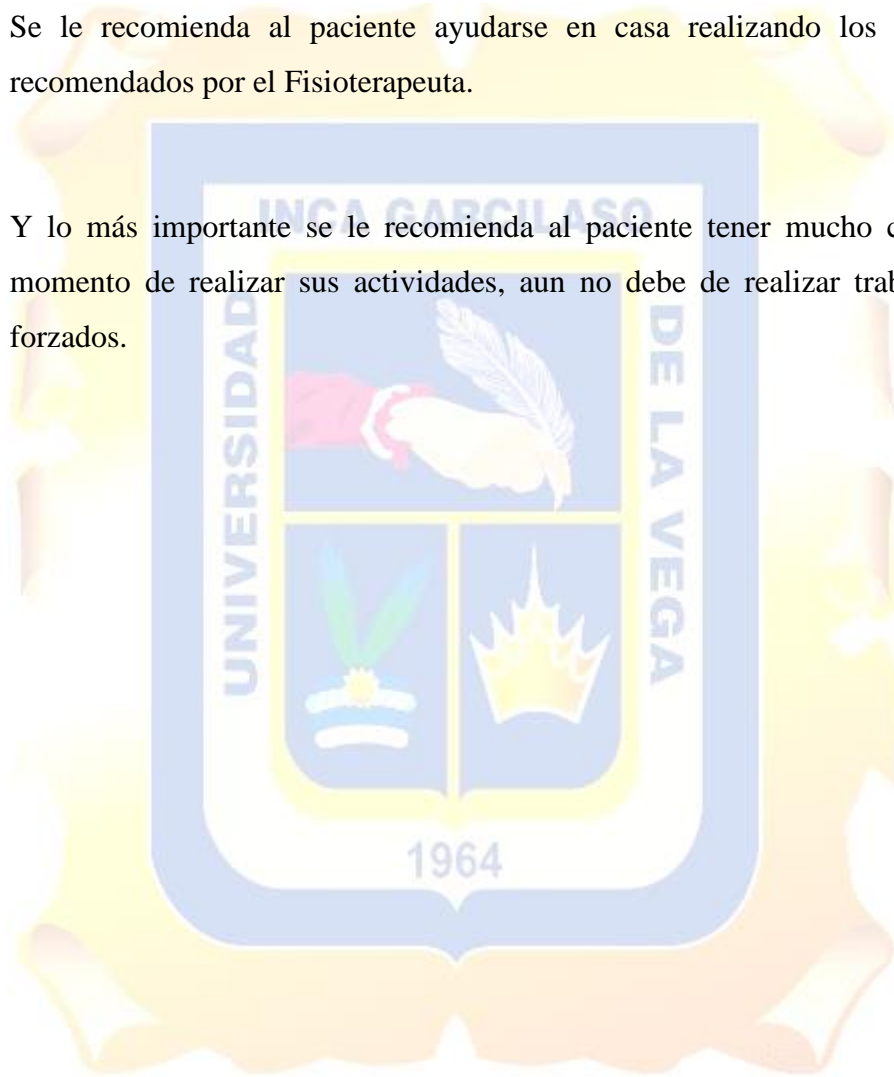 Se le recomienda al paciente ayudarse en casa realizando los
recomendados por el Fisioterapeuta.
Y lo más importante se le recomienda al paciente tener mucho
momento de realizar sus actividades, aun no debe de realizar
forzados.
INCA GARCILASO
UNIVERSIDAD
DE LA VEGA
1964